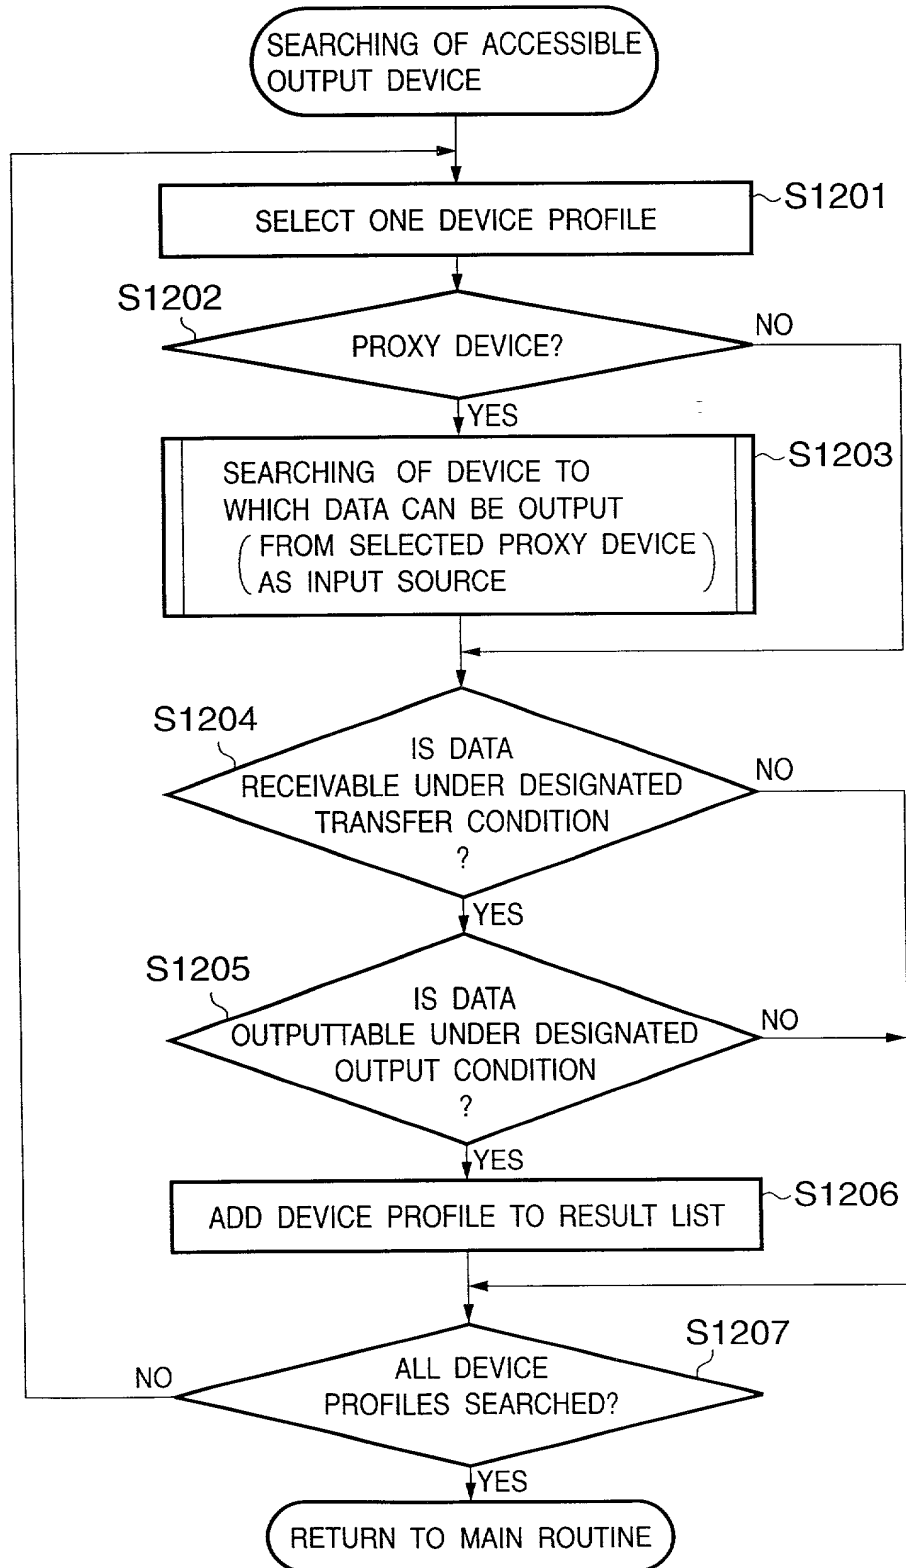 SEARCHING OF ACCESSIBLE
OUTPUT DEVICE
S1201
SELECT ONE DEVICE PROFILE
S1202
PROXY DEVICE?
NO
YES
S1203
SEARCHING OF DEVICE TO
WHICH DATA CAN BE OUTPUT
(FROM SELECTED PROXY DEVICE
AS INPUT SOURCE)
S1204
IS DATA
RECEIVABLE UNDER DESIGNATED
TRANSFER CONDITION
?
NO
YES
S1205
IS DATA
OUTPUTTABLE UNDER DESIGNATED
OUTPUT CONDITION
?
NO
YES
S1206
ADD DEVICE PROFILE TO RESULT LIST
S1207
ALL DEVICE
PROFILES SEARCHED?
NO
YES
RETURN TO MAIN ROUTINE